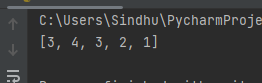 C:\Users\Sindhu\PycharmProje
[3, 4, 3, 2, 1]